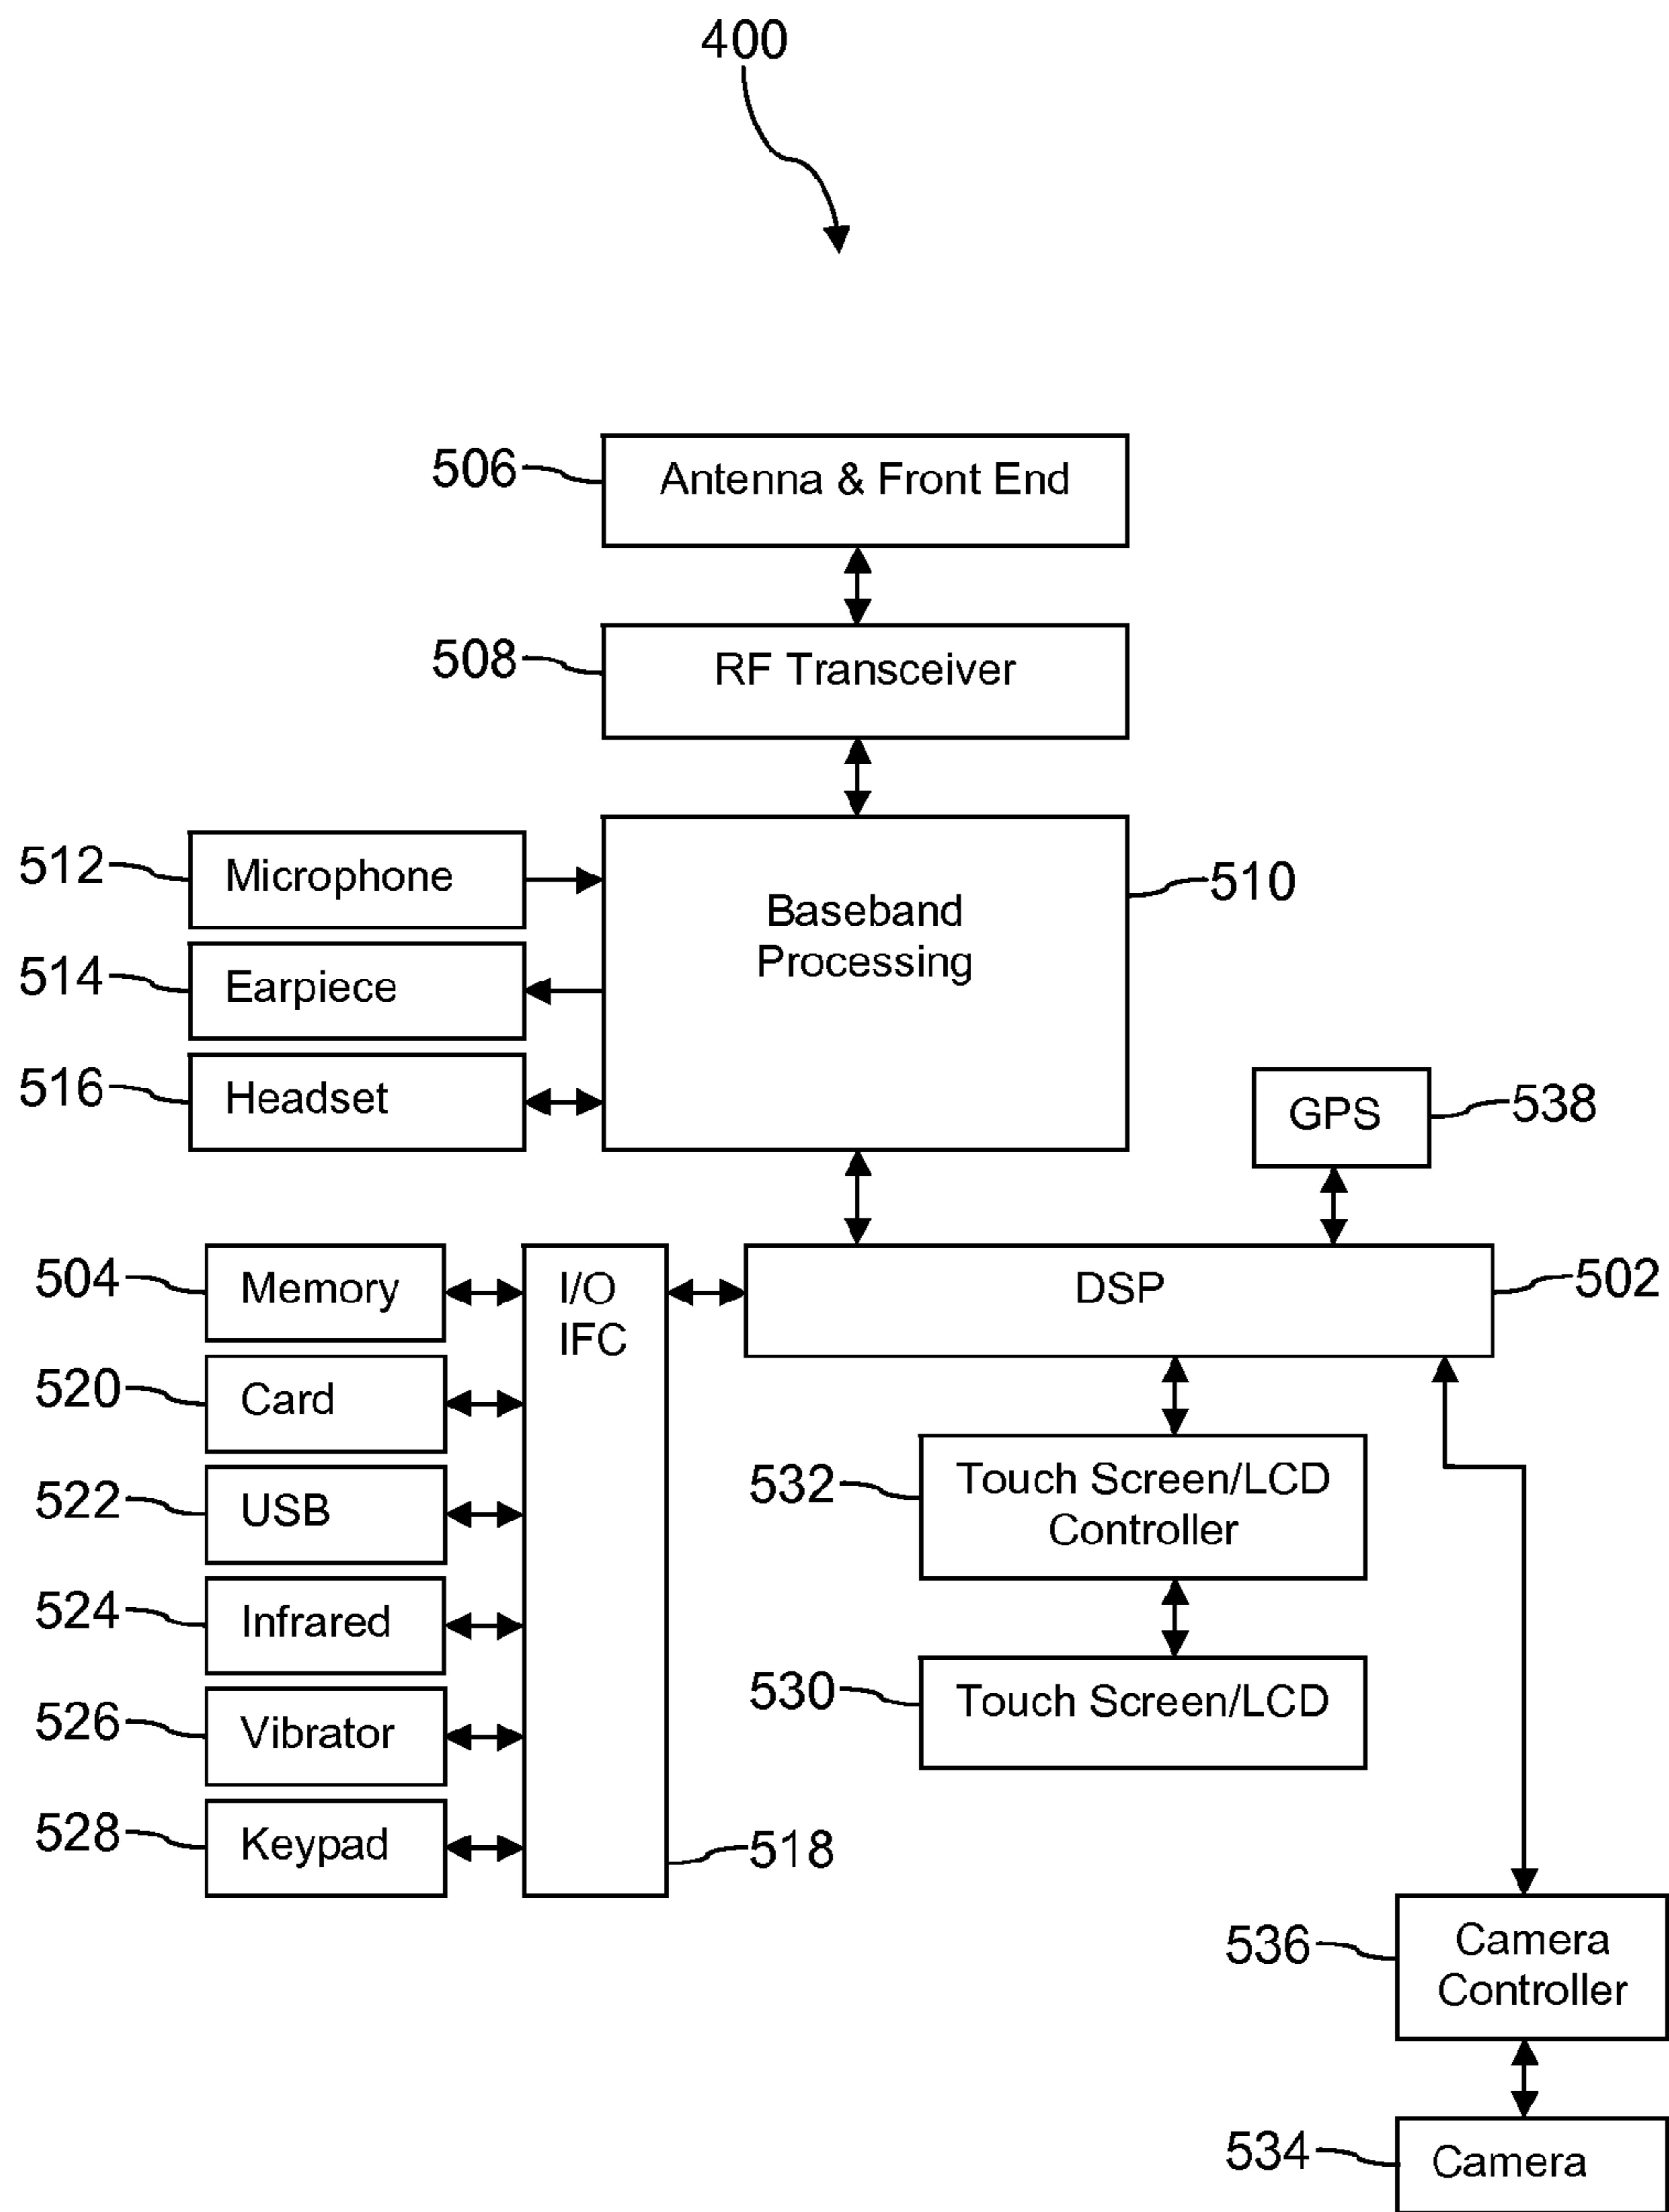 400
506
Antenna & Front End
508
RF Transceiver
512
Microphone
510
Baseband
Processing
514
Earpiece
516
Headset
GPS
538
504
Memory
I/O
IFC
DSP
502
520
Card
522
USB
532
Touch Screen/LCD
Controller
524
Infrared
530
Touch Screen/LCD
526
Vibrator
528
Keypad
518
536
Camera
Controller
534
Camera